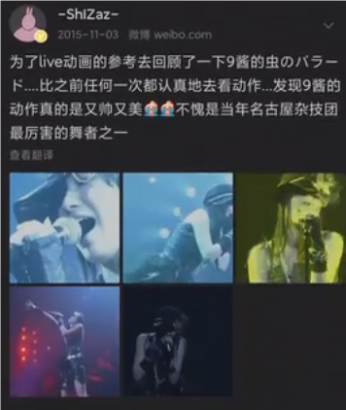 -ShIZaz-
2015-11-03 微博 weibo.com
为了live动画的参考去回顾了一下9酱的虫のバラー
ド....比之前任何一次都认真地去看动作...发现9酱的
动作真的是又帅又美不愧是当年名古屋杂技团
最厉害的舞者之一
查看翻译